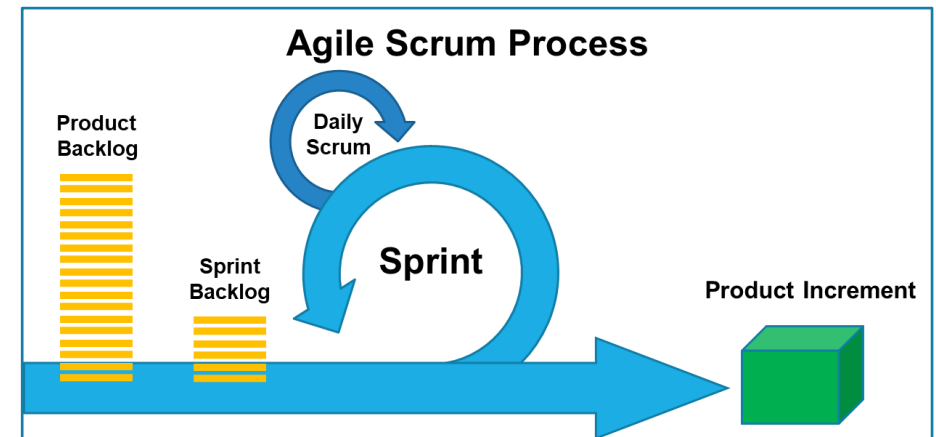 Agile Scrum Process
Product
Backlog
Daily
Scrum
Sprint
Backlog
Sprint
Product Increment